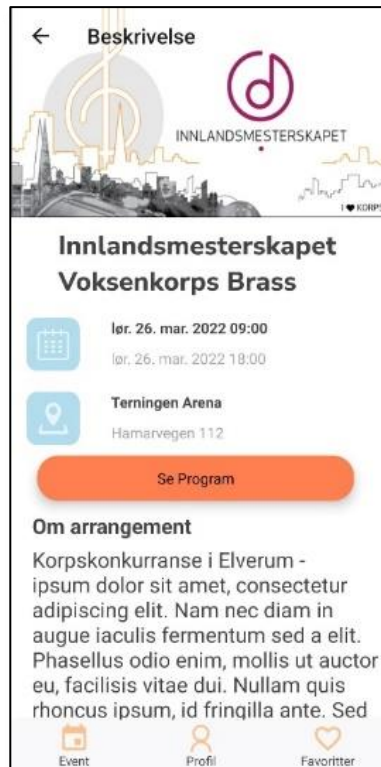 Beskrivelse
INNLANDSMESTERSKAPET
I ♥ KORPS
Innlandsmesterskapet
Voksenkorps Brass
lør. 26. mar. 2022 09:00
lør. 26. mar. 2022 18:00
Terningen Arena
Hamarvegen 112
Se Program
Om arrangement
Korpskonkurranse i Elverum -
ipsum dolor sit amet, consectetur
adipiscing elit. Nam nec diam in
augue iaculis fermentum sed a elit.
Phasellus odio enim, mollis ut auctor
eu, facilisis vitae dui. Nullam quis
rhoncus ipsum, id fringilla ante. Sed
Event Profil Favoritter